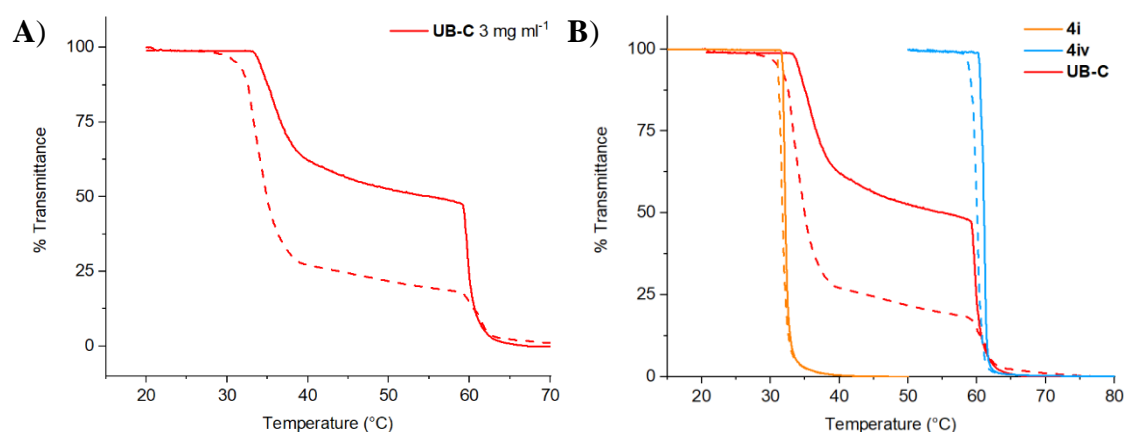 A)
UB-C 3 mg ml⁻¹
100
75
50
25
0
% Transmittance
20 30 40 50 60 70
Temperature (°C)
B)
4i
4iv
UB-C
100
75
50
25
0
% Transmittance
20 30 40 50 60 70 80
Temperature (°C)